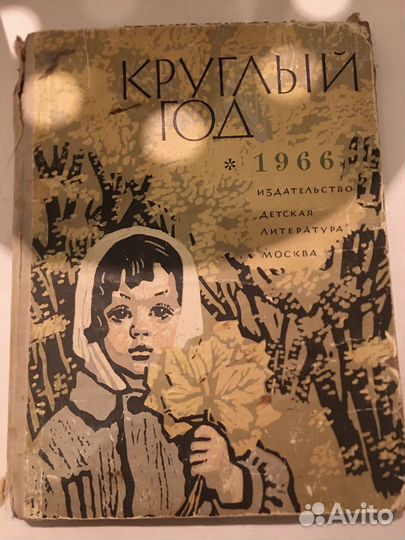 КРУГЛЫЙ
ГОД
* 1966
ИЗДАТЕЛЬСТВО
„ДЕТСКАЯ
ЛИТЕРАТУРА"
МОСКВА
Avito